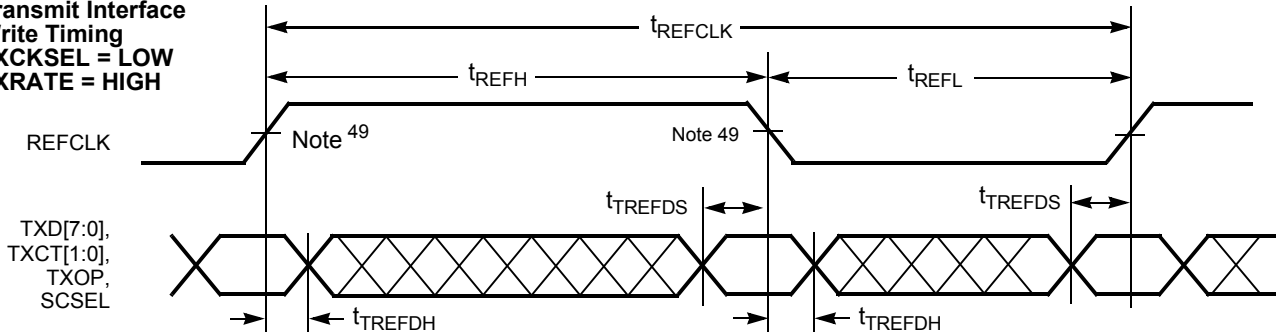 ransmit Interface
rite Timing
XCKSEL = LOW
XRATE = HIGH
tREFCLK
tREFH
tREFL
REFCLK
Note 49
Note 49
tTREFDS
tTREFDS
TXD[7:0],
TXCT[1:0],
TXOP,
SCSEL
tTREFDH
tTREFDH